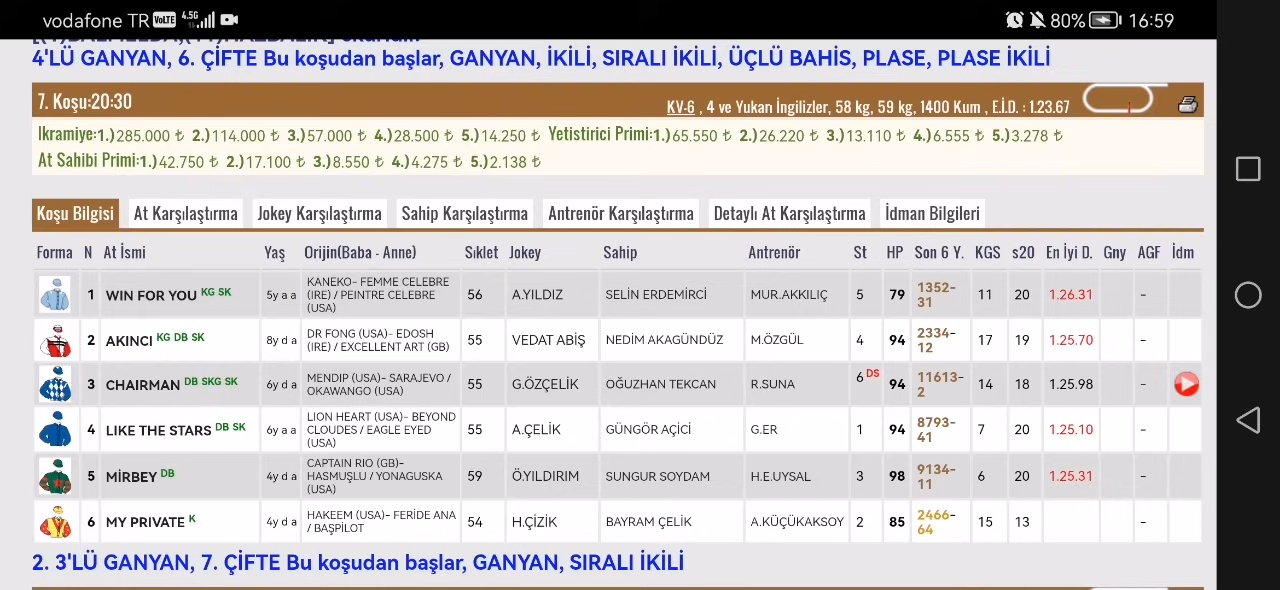 vodafone TR VoLTE 4.5G 80% 16:59
4'LÜ GANYAN, 6. ÇİFTE Bu koşudan başlar, GANYAN, İKİLİ, SIRALI İKİLİ, ÜÇLÜ BAHİS, PLASE, PLASE İKİLİ
7. Koşu:20:30
KV-6 , 4 ve Yukarı İngilizler, 58 kg, 59 kg, 1400 Kum , E.İ.D. : 1.23.67
Ikramiye:1.)285.000 ₺ 2.)114.000 ₺ 3.)57.000 ₺ 4.)28.500 ₺ 5.)14.250 ₺ Yetistirici Primi:1.)65.550 ₺ 2.)26.220 ₺ 3.)13.110 ₺ 4.)6.555 ₺ 5.)3.278 ₺
At Sahibi Primi:1.)42.750 ₺ 2.)17.100 ₺ 3.)8.550 ₺ 4.)4.275 ₺ 5.)2.138 ₺
Koşu Bilgisi At Karşılaştırma Jokey Karşılaştırma Sahip Karşılaştırma Antrenör Karşılaştırma Detaylı At Karşılaştırma İdman Bilgileri
Forma N At İsmi Yaş Orijin(Baba - Anne) Sıklet Jokey Sahip Antrenör St HP Son 6 Y. KGS s20 En İyi D. Gny AGF İdm
1 WIN FOR YOU KG SK 5y a a KANEKO- FEMME CELEBRE (IRE) / PEINTRE CELEBRE (USA) 56 A.YILDIZ SELİN ERDEMİRCİ MUR.AKKILIÇ 5 79 1352-31 11 20 1.26.31 -
2 AKINCI KG DB SK 8y d a DR FONG (USA)- EDOSH (IRE) / EXCELLENT ART (GB) 55 VEDAT ABİŞ NEDİM AKAGÜNDÜZ M.ÖZGÜL 4 94 2334-12 17 19 1.25.70 -
3 CHAIRMAN DB SKG SK 6y d a MENDIP (USA)- SARAJEVO / OKAWANGO (USA) 55 G.ÖZÇELİK OĞUZHAN TEKCAN R.SUNA 6 DS 94 11613-2 14 18 1.25.98 -
4 LIKE THE STARS DB SK 6y a a LION HEART (USA)- BEYOND CLOUDES / EAGLE EYED (USA) 55 A.ÇELİK GÜNGÖR AÇİCİ G.ER 1 94 8793-41 7 20 1.25.10 -
5 MİRBEY DB 4y d a CAPTAIN RIO (GB)- HASMUŞLU / YONAGUSKA (USA) 59 Ö.YILDIRIM SUNGUR SOYDAM H.E.UYSAL 3 98 9134-11 6 20 1.25.31 -
6 MY PRIVATE K 4y d a HAKEEM (USA)- FERİDE ANA / BAŞPİLOT 54 H.ÇİZİK BAYRAM ÇELİK A.KÜÇÜKAKSOY 2 85 2466-64 15 13 -
2. 3'LÜ GANYAN, 7. ÇİFTE Bu koşudan başlar, GANYAN, SIRALI İKİLİ